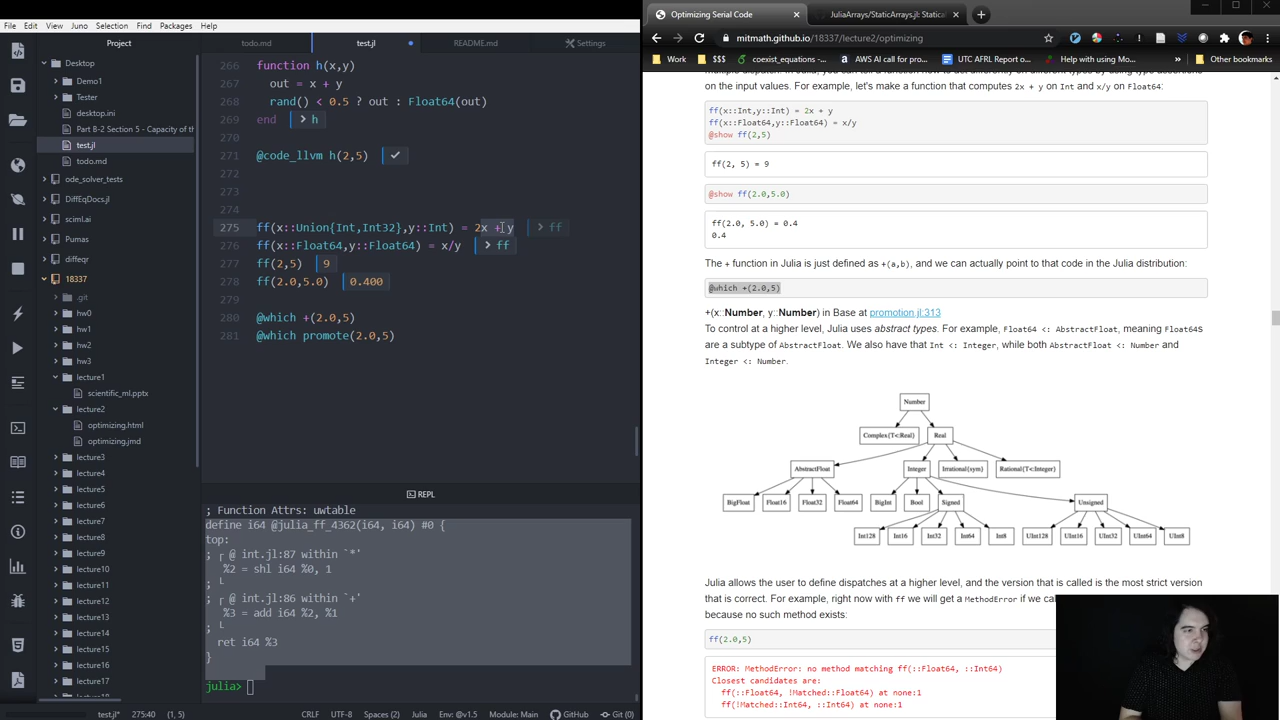 File Edit View Juno Selection Find Packages Help
Project
Desktop
Demo1
Tester
desktop.ini
Part B-2 Section 5 - Capacity of th
test.jl
todo.md
ode_solver_tests
DiffEqDocs.jl
sciml.ai
Pumas
diffeqr
18337
.git
hw0
hw1
hw2
hw3
lecture1
scientific_ml.pptx
lecture2
optimizing.html
optimizing.jmd
lecture3
lecture4
lecture5
lecture6
lecture7
lecture8
lecture9
lecture10
lecture11
lecture12
lecture13
lecture14
lecture15
lecture16
lecture17
todo.md
test.jl
README.md
Settings
266 function h(x,y)
267 out = x + y
268 rand() < 0.5 ? out : Float64(out)
269 end > h
270
271 @code_llvm h(2,5)
272
273
274
275 ff(x::Union{Int,Int32},y::Int) = 2x + y > ff
276 ff(x::Float64,y::Float64) = x/y > ff
277 ff(2,5) 9
278 ff(2.0,5.0) 0.400
279
280 @which +(2.0,5)
281 @which promote(2.0,5)
REPL
; Function Attrs: uwtable
define i64 @julia_ff_4362(i64, i64) #0 {
top:
; ┌ @ int.jl:87 within `*'
%2 = shl i64 %0, 1
; └
; ┌ @ int.jl:86 within `+'
%3 = add i64 %2, %1
; └
ret i64 %3
}
julia>
test.jl* 275:40 (1, 5) CRLF UTF-8 Spaces (2) Julia Env: @v1.5 Module: Main GitHub Git (0)
Optimizing Serial Code
JuliaArrays/StaticArrays.jl: Static
mitmath.github.io/18337/lecture2/optimizing
Work $$$ coexist_equations -... AWS AI call for pro... GTC AFRL Report o... Work Other bookmarks
on the input values. For example, let's make a function that computes 2x + y on Int and x/y on Float64:
ff(x::Int,y::Int) = 2x + y
ff(x::Float64,y::Float64) = x/y
@show ff(2,5)
ff(2, 5) = 9
@show ff(2.0,5.0)
ff(2.0, 5.0) = 0.4
0.4
The + function in Julia is just defined as +(a,b), and we can actually point to that code in the Julia distribution:
@which +(2.0,5)
+(x::Number, y::Number) in Base at promotion.jl:313
To control at a higher level, Julia uses abstract types. For example, Float64 <: AbstractFloat, meaning Float64s
are a subtype of AbstractFloat. We also have that Int <: Integer, while both AbstractFloat <: Number and
Integer <: Number.
Number
Complex{T<:Real} Real
AbstractFloat Integer Irrational{sym} Rational{T<:Integer}
BigFloat Float16 Float32 Float64 BigInt Bool Signed Unsigned
Int128 Int16 Int32 Int64 Int8 UInt128 UInt16 UInt32 UInt64 UInt8
Julia allows the user to define dispatches at a higher level, and the version that is called is the most strict version
that is correct. For example, right now with ff we will get a MethodError if we ca
because no such method exists:
ff(2.0,5)
ERROR: MethodError: no method matching ff(::Float64, ::Int64)
Closest candidates are:
ff(::Float64, !Matched::Float64) at none:1
ff(!Matched::Int64, ::Int64) at none:1